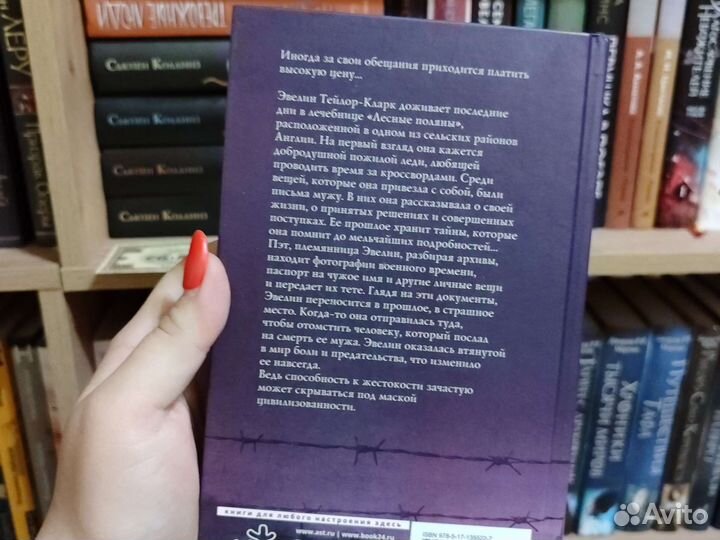 Иногда за свои обещания приходится платить
высокую цену...
Эвелин Тейлор-Кларк доживает последние
дни в лечебнице «Лесные поляны»,
расположенной в одном из сельских районов
Англии. На первый взгляд она кажется
добродушной пожилой леди, любящей
проводить время за кроссвордами. Среди
вещей, которые она привезла с собой, были
письма мужу. В них она рассказывала о своей
жизни, о принятых решениях и совершенных
поступках. Ее прошлое хранит тайны, которые
она помнит до мельчайших подробностей...
Пэт, племянница Эвелин, разбирая архивы,
находит фотографии военного времени,
паспорт на чужое имя и другие личные вещи
и передает их тете. Глядя на эти документы,
Эвелин переносится в прошлое, в страшное
место. Когда-то она отправилась туда,
чтобы отомстить человеку, который послал
на смерть ее мужа. Эвелин оказалась втянутой
в мир боли и предательства, что изменило
ее навсегда.
Ведь способность к жестокости зачастую
может скрываться под маской
цивилизованности.
книги для любого настроения здесь
www.ast.ru | www.book24.ru
ТРЕВОЖНЫЕ ЛЮДИ
Сьюзен Коллинз
Сьюзен Коллинз
Сьюзен Коллинз
Сьюзен Коллинз
Avito